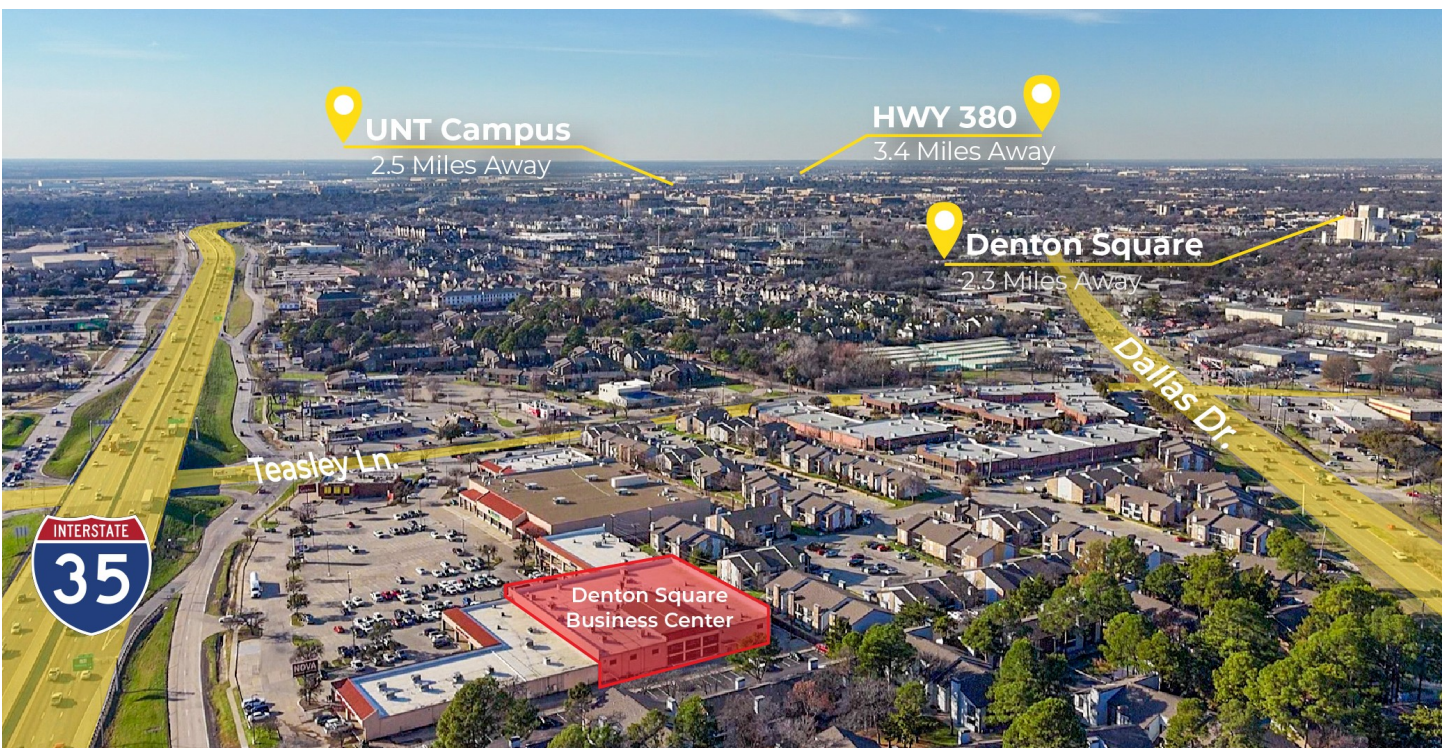 UNT Campus
2.5 Miles Away
HWY 380
3.4 Miles Away
Denton Square
2.3 Miles Away
Dallas Dr.
Teasley Ln.
INTERSTATE
35
Denton Square
Business Center
NOVA